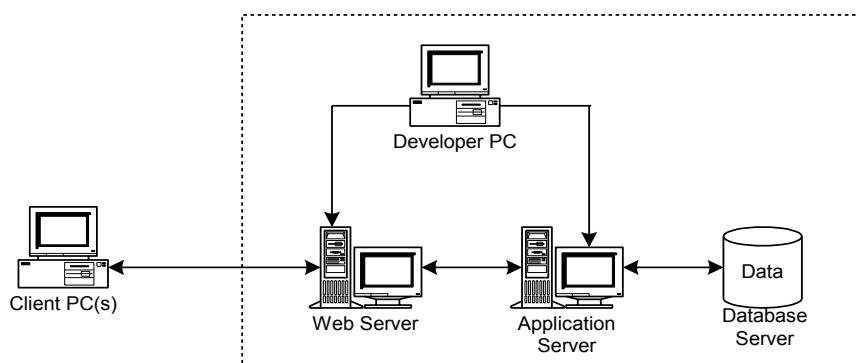 Developer PC
Client PC(s)
Web Server
Application
Server
Data
Database
Server